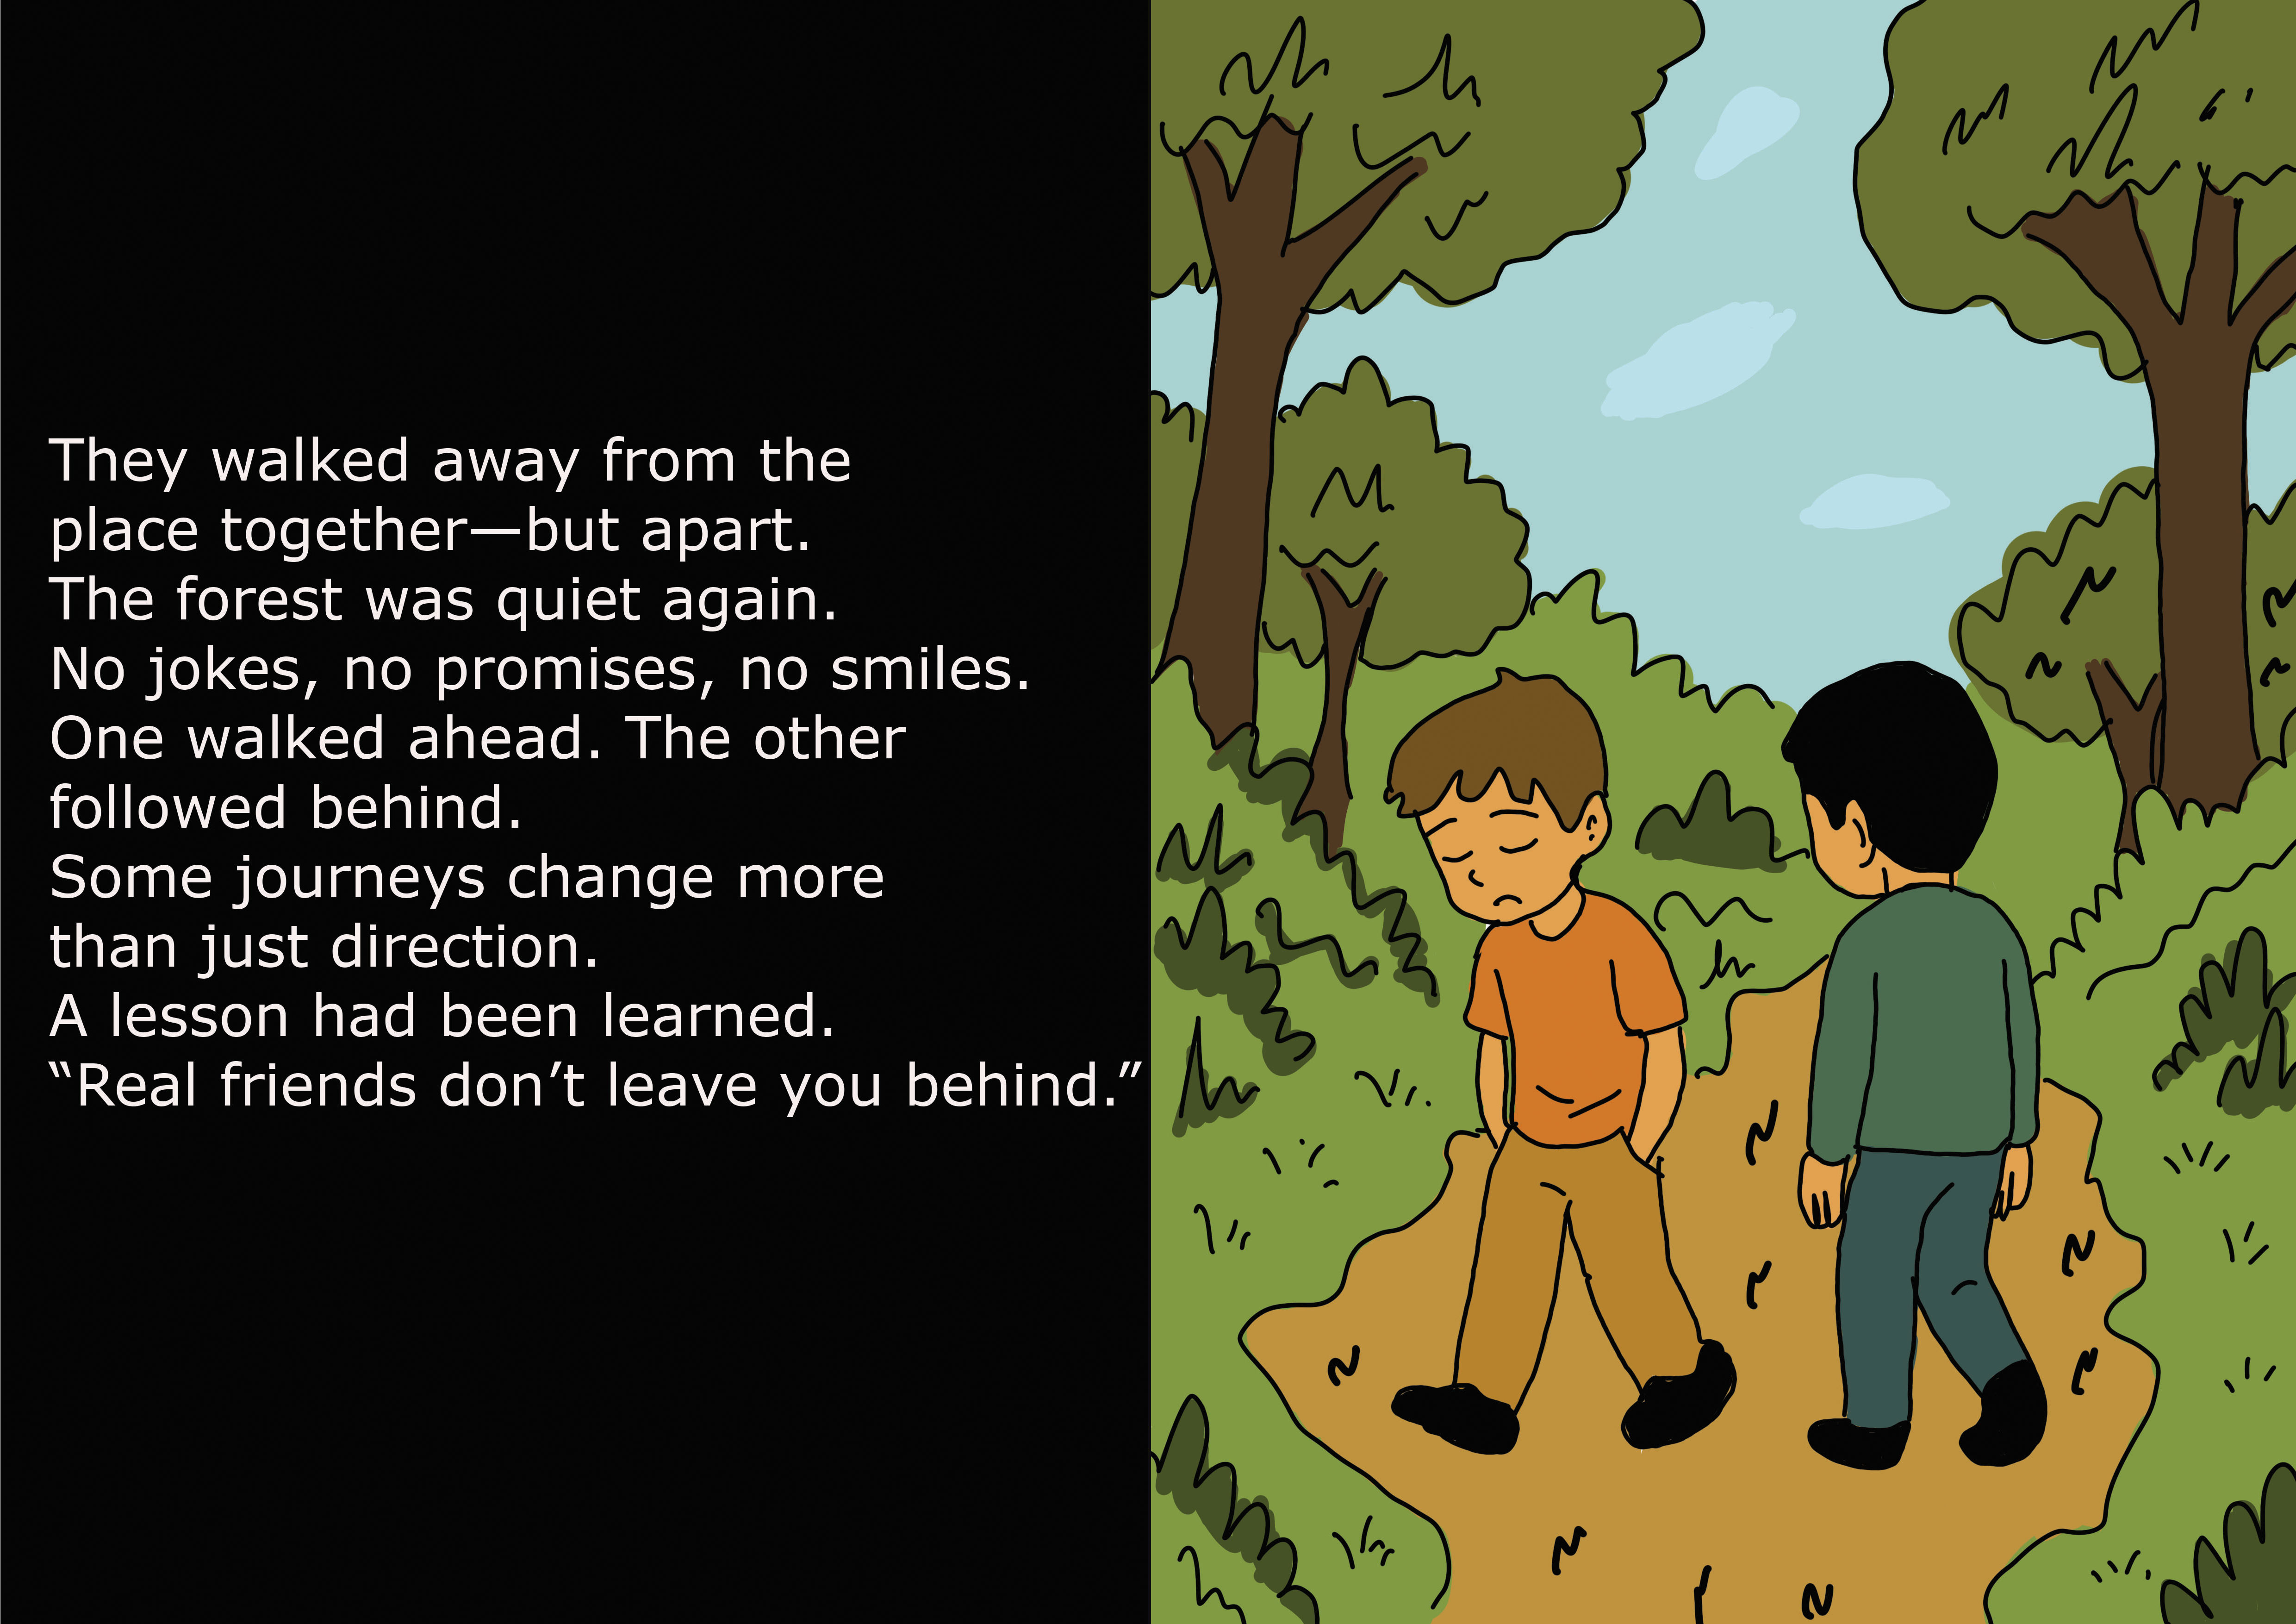 They walked away from the
place together—but apart.
The forest was quiet again.
No jokes, no promises, no smiles.
One walked ahead. The other
followed behind.
Some journeys change more
than just direction.
A lesson had been learned.
“Real friends don’t leave you behind.”